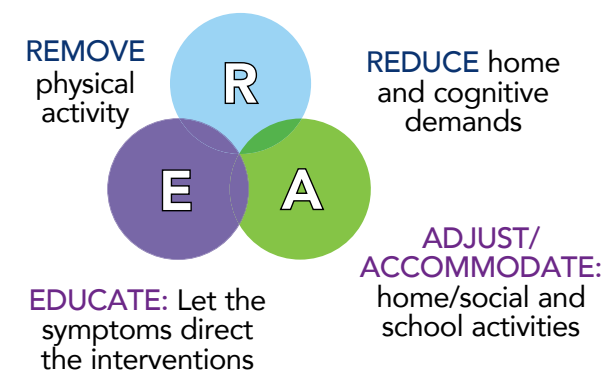 REMOVE
physical
activity
R
REDUCE home
and cognitive
demands
E
A
EDUCATE: Let the
symptoms direct
the interventions
ADJUST/
ACCOMMODATE:
home/social and
school activities